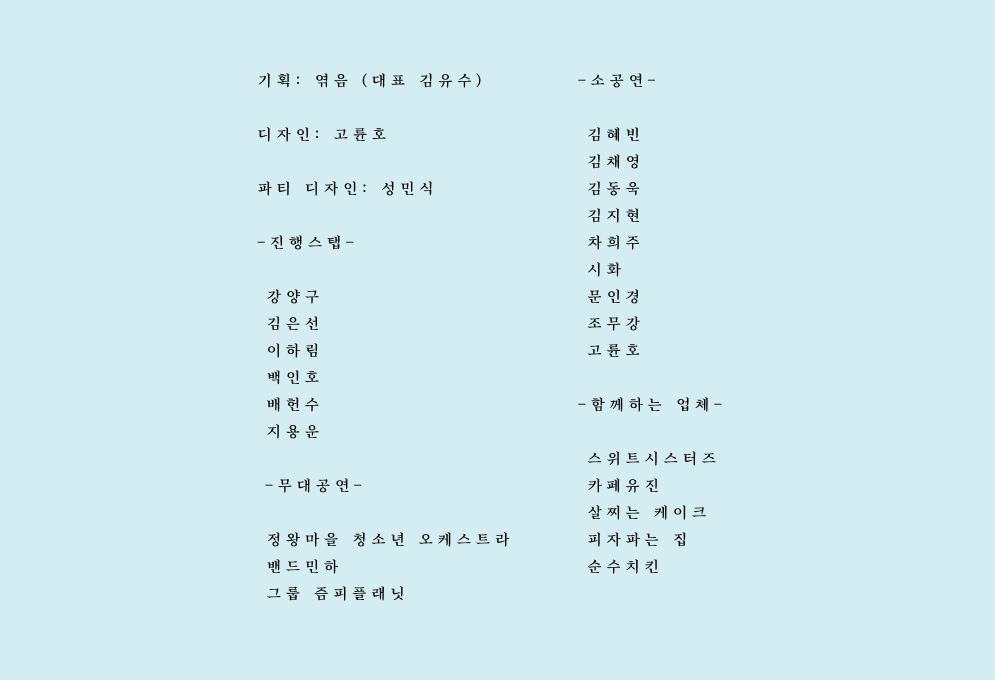 기획: 엮음 (대표 김유수)
디자인: 고륜호
파티 디자인: 성민식
–진행스탭–
강양구
김은선
이하림
백인호
배헌수
지용운
–무대공연–
정왕마을 청소년 오케스트라
밴드민하
그룹 즘피플래닛
–소공연–
김혜빈
김채영
김동욱
김지현
차희주
시화
문인경
조무강
고륜호
–함께하는 업체–
스위트시스터즈
카페유진
살찌는 케이크
피자파는 집
순수치킨